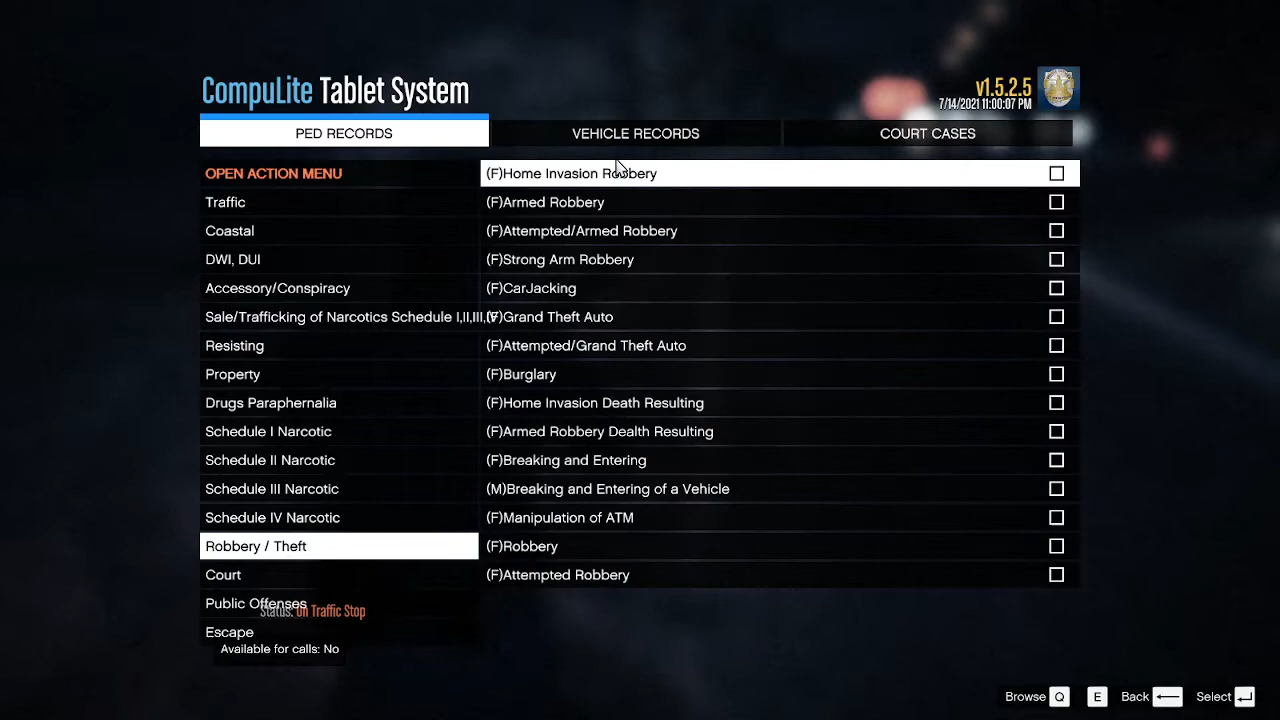 CompuLite Tablet System
v1.5.2.5
7/14/2021 11:00:07 PM
PED RECORDS
VEHICLE RECORDS
COURT CASES
OPEN ACTION MENU
Traffic
Coastal
DWI, DUI
Accessory/Conspiracy
Sale/Trafficking of Narcotics Schedule I,II,III,
Resisting
Property
Drugs Paraphernalia
Schedule I Narcotic
Schedule II Narcotic
Schedule III Narcotic
Schedule IV Narcotic
Robbery / Theft
Court
Public Offenses
Escape
(F)Home Invasion Robbery
(F)Armed Robbery
(F)Attempted/Armed Robbery
(F)Strong Arm Robbery
(F)CarJacking
(F)Grand Theft Auto
(F)Attempted/Grand Theft Auto
(F)Burglary
(F)Home Invasion Death Resulting
(F)Armed Robbery Dealth Resulting
(F)Breaking and Entering
(M)Breaking and Entering of a Vehicle
(F)Manipulation of ATM
(F)Robbery
(F)Attempted Robbery
Status: On Traffic Stop
Available for calls: No
Browse Q E Back Select